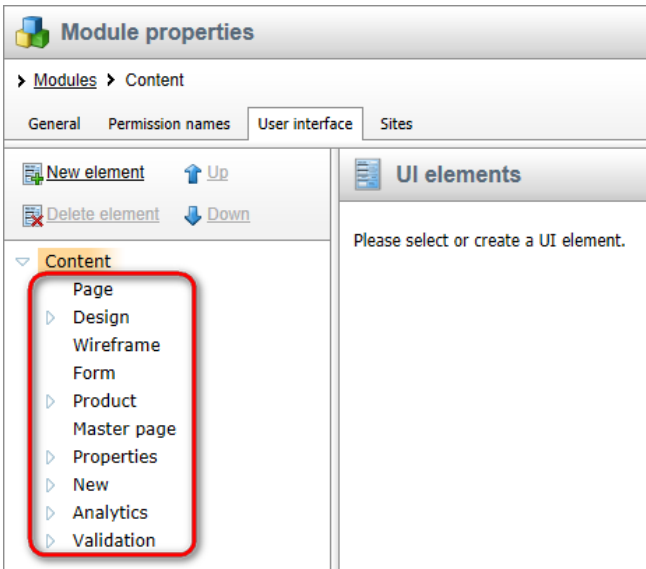 Module properties
Modules Content
General Permission names User interface Sites
New element Up
Delete element Down
UI elements
Please select or create a UI element.
Content
Page
Design
Wireframe
Form
Product
Master page
Properties
New
Analytics
Validation